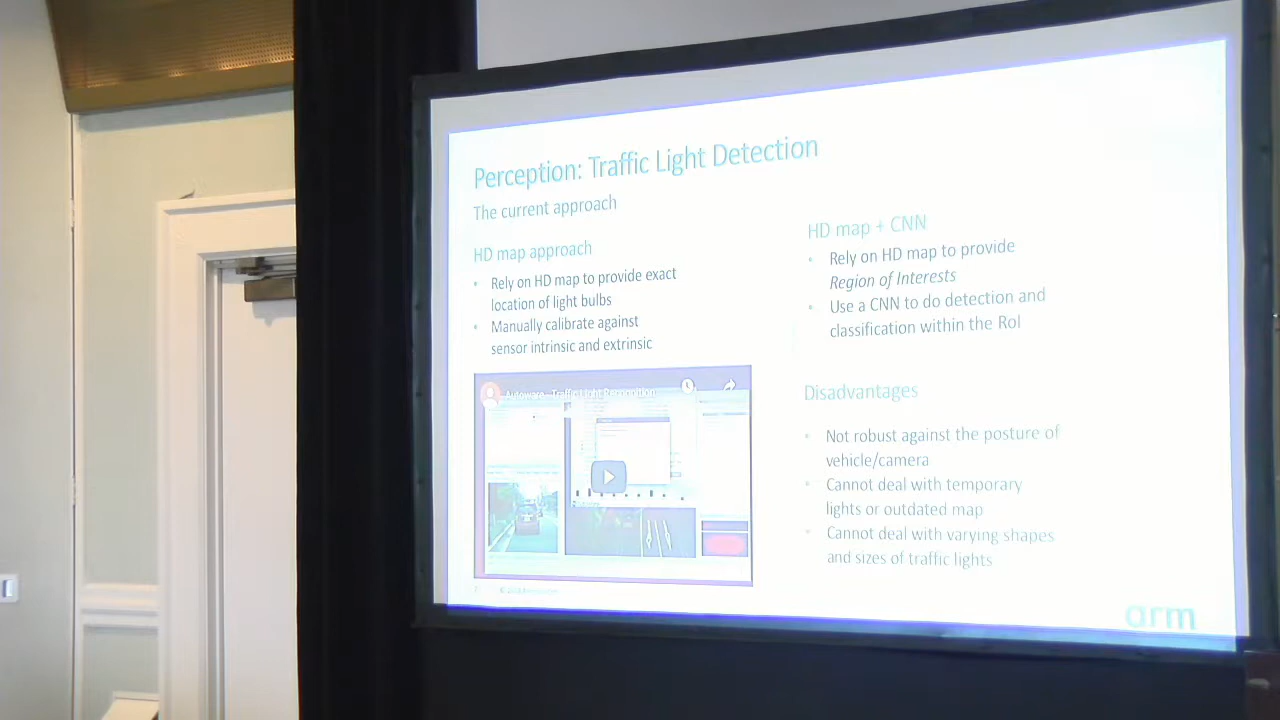 Perception: Traffic Light Detection
The current approach
HD map approach
• Rely on HD map to provide exact
location of light bulbs
• Manually calibrate against
sensor intrinsic and extrinsic
Autoware - Traffic Light Recognition
HD map + CNN
• Rely on HD map to provide
Region of Interests
• Use a CNN to do detection and
classification within the RoI
Disadvantages
• Not robust against the posture of
vehicle/camera
• Cannot deal with temporary
lights or outdated map
• Cannot deal with varying shapes
and sizes of traffic lights
arm